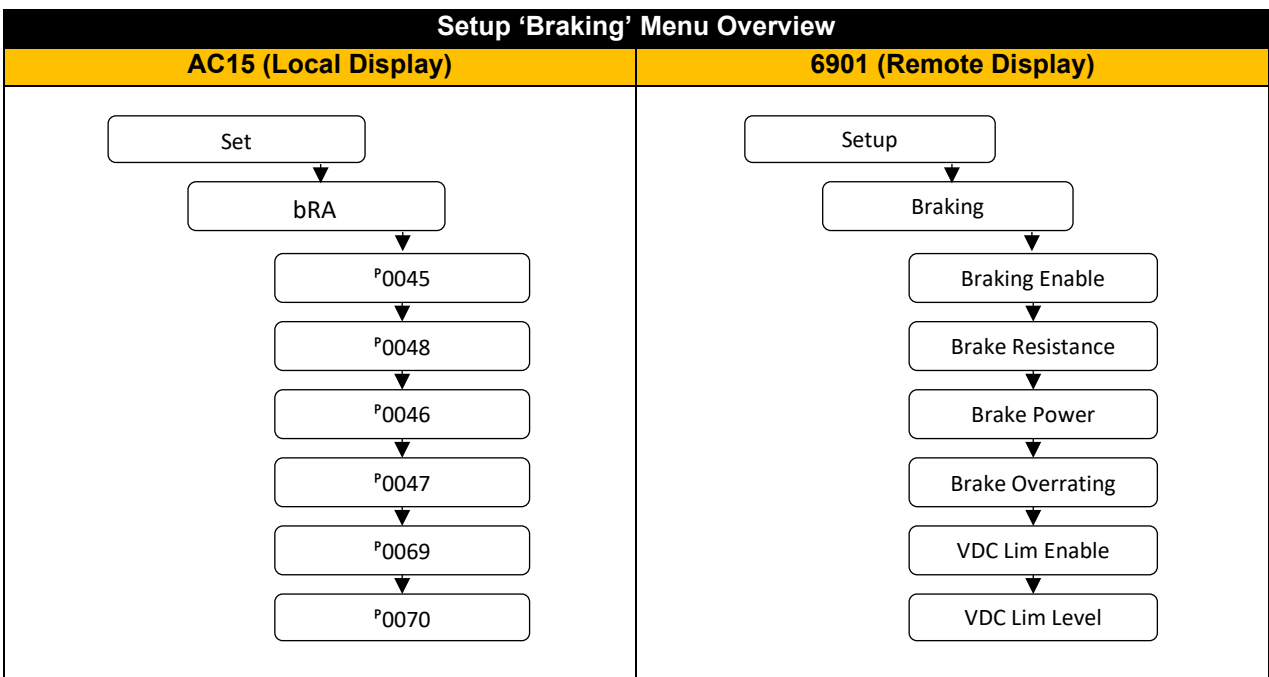 Setup ‘Braking’ Menu Overview
AC15 (Local Display)
6901 (Remote Display)
Set
bRA
ᴾ0045
ᴾ0048
ᴾ0046
ᴾ0047
ᴾ0069
ᴾ0070
Setup
Braking
Braking Enable
Brake Resistance
Brake Power
Brake Overrating
VDC Lim Enable
VDC Lim Level